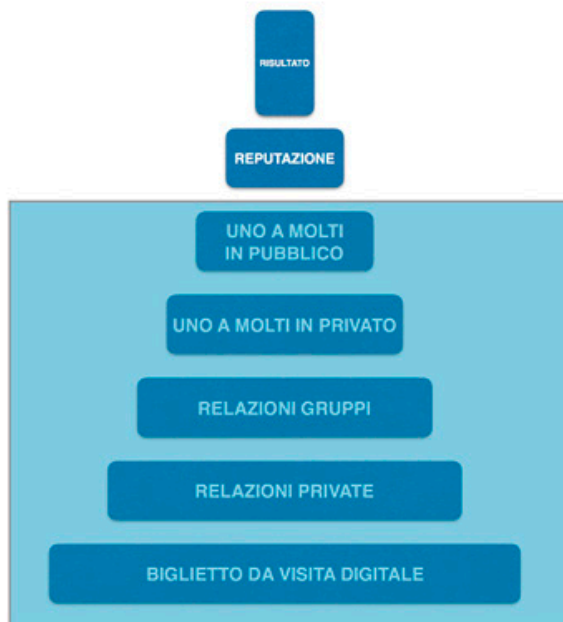 RISULTATO
REPUTAZIONE
UNO A MOLTI
IN PUBBLICO
UNO A MOLTI IN PRIVATO
RELAZIONI GRUPPI
RELAZIONI PRIVATE
BIGLIETTO DA VISITA DIGITALE